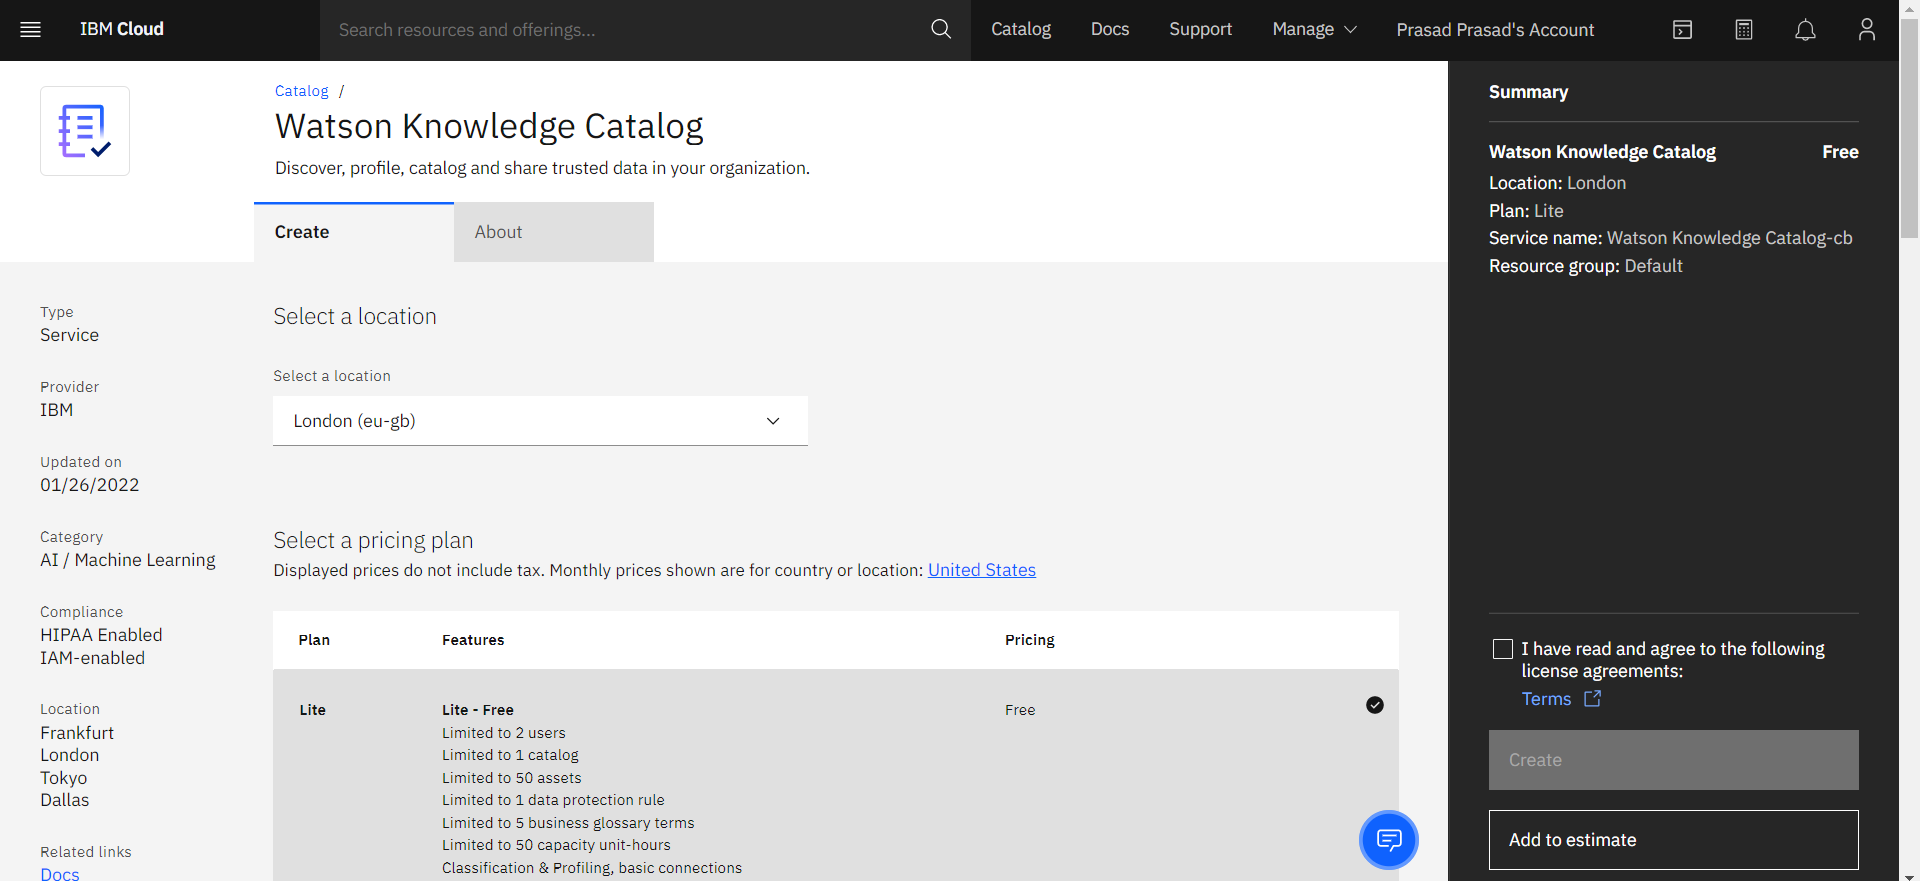 IBM Cloud
Search resources and offerings...
Catalog
Docs
Support
Manage
Prasad Prasad's Account
Catalog /
Watson Knowledge Catalog
Discover, profile, catalog and share trusted data in your organization.
Create
About
Type
Service
Provider
IBM
Updated on
01/26/2022
Category
AI / Machine Learning
Compliance
HIPAA Enabled
IAM-enabled
Location
Frankfurt
London
Tokyo
Dallas
Related links
Docs
Select a location
Select a location
London (eu-gb)
Select a pricing plan
Displayed prices do not include tax. Monthly prices shown are for country or location: United States
Plan Features Pricing
Lite Lite - Free Free
Limited to 2 users
Limited to 1 catalog
Limited to 50 assets
Limited to 1 data protection rule
Limited to 5 business glossary terms
Limited to 50 capacity unit-hours
Classification & Profiling, basic connections
Summary
Watson Knowledge Catalog Free
Location: London
Plan: Lite
Service name: Watson Knowledge Catalog-cb
Resource group: Default
I have read and agree to the following
license agreements:
Terms
Create
Add to estimate